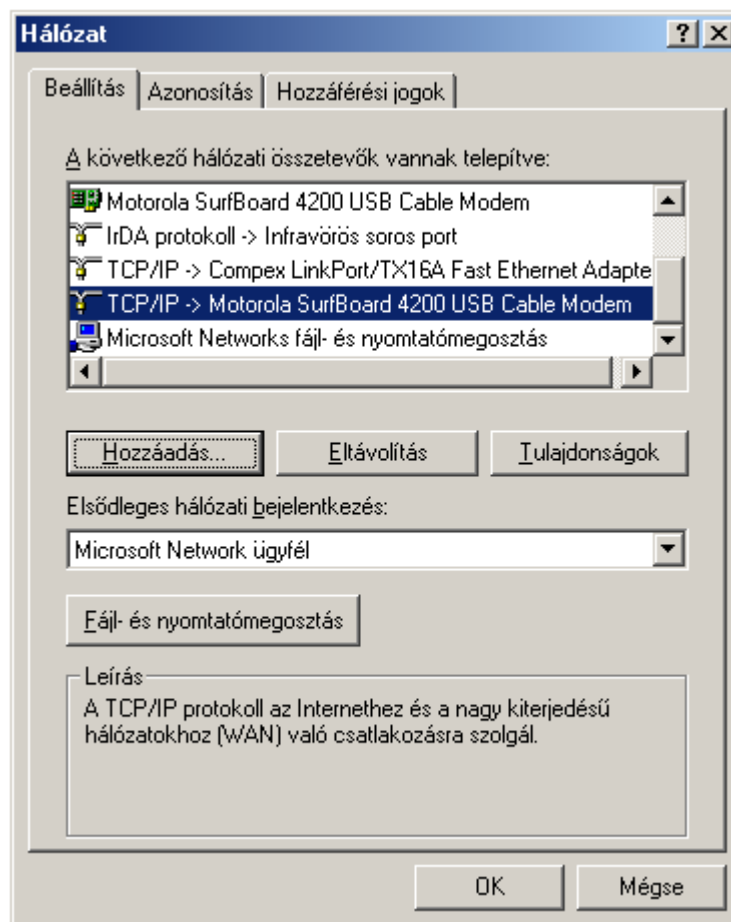 Hálózat
Beállítás Azonosítás Hozzáférési jogok
A következő hálózati összetevők vannak telepítve:
Motorola SurfBoard 4200 USB Cable Modem
IrDA protokoll -> Infravörös soros port
TCP/IP -> Compex LinkPort/TX16A Fast Ethernet Adapte
TCP/IP -> Motorola SurfBoard 4200 USB Cable Modem
Microsoft Networks fájl- és nyomtatómegosztás
Hozzáadás... Eltávolítás Tulajdonságok
Elsődleges hálózati bejelentkezés:
Microsoft Network ügyfél
Fájl- és nyomtatómegosztás
Leírás
A TCP/IP protokoll az Internethez és a nagy kiterjedésű
hálózatokhoz (WAN) való csatlakozásra szolgál.
OK Mégse